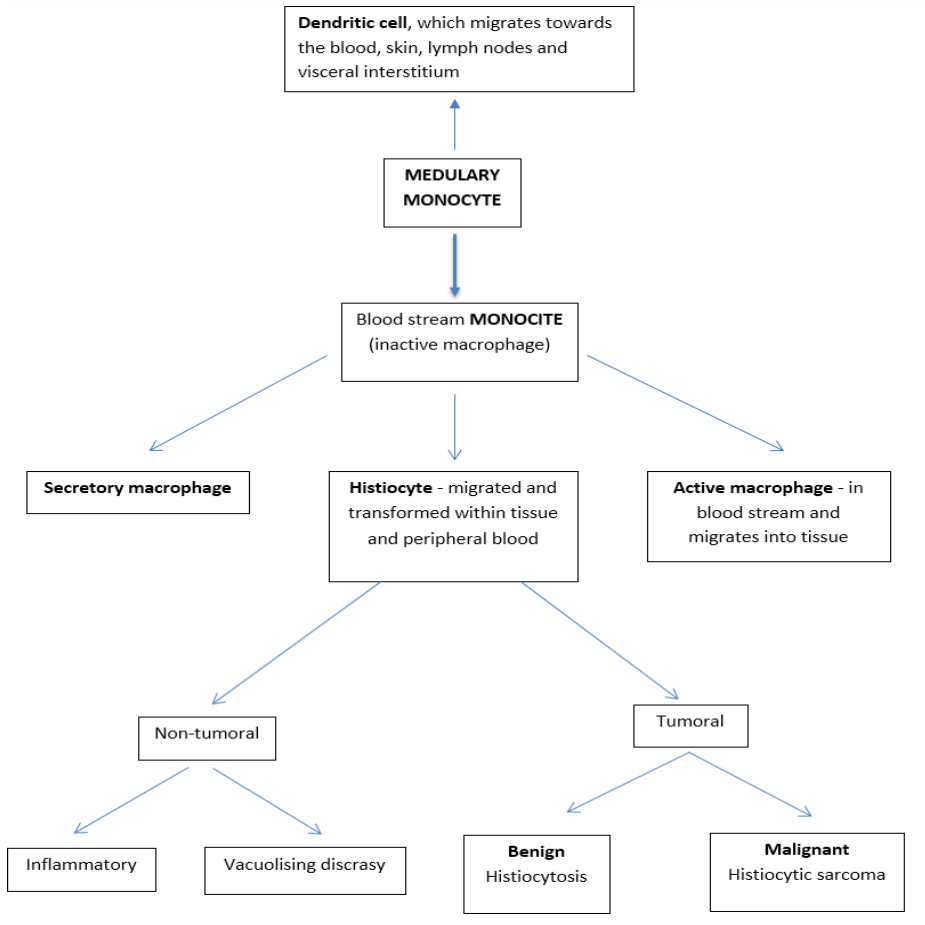 Dendritic cell, which migrates towards
the blood, skin, lymph nodes and
visceral interstitium
MEDULARY
MONOCYTE
Blood stream MONOCITE
(inactive macrophage)
Secretory macrophage
Histiocyte - migrated and
transformed within tissue
and peripheral blood
Active macrophage - in
blood stream and
migrates into tissue
Non-tumoral
Tumoral
Inflammatory
Vacuolising discrasy
Benign
Histiocytosis
Malignant
Histiocytic sarcoma